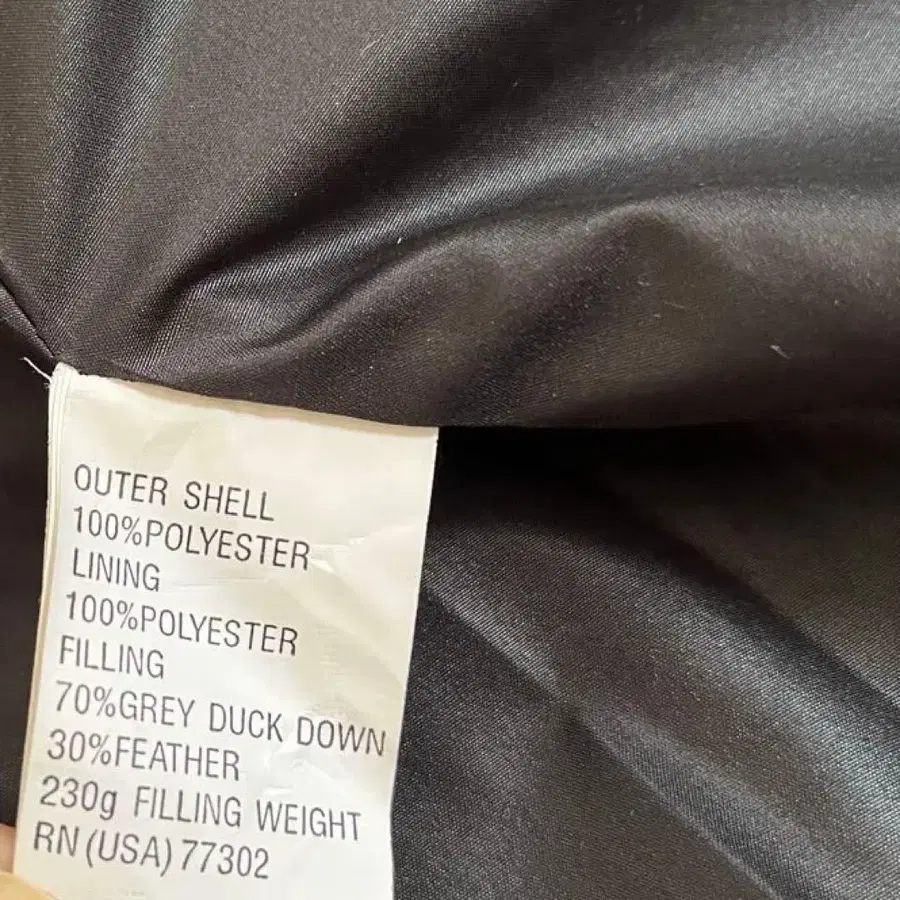 OUTER SHELL
100%POLYESTER
LINING
100%POLYESTER
FILLING
70%GREY DUCK DOWN
30%FEATHER
230g FILLING WEIGHT
RN(USA)77302